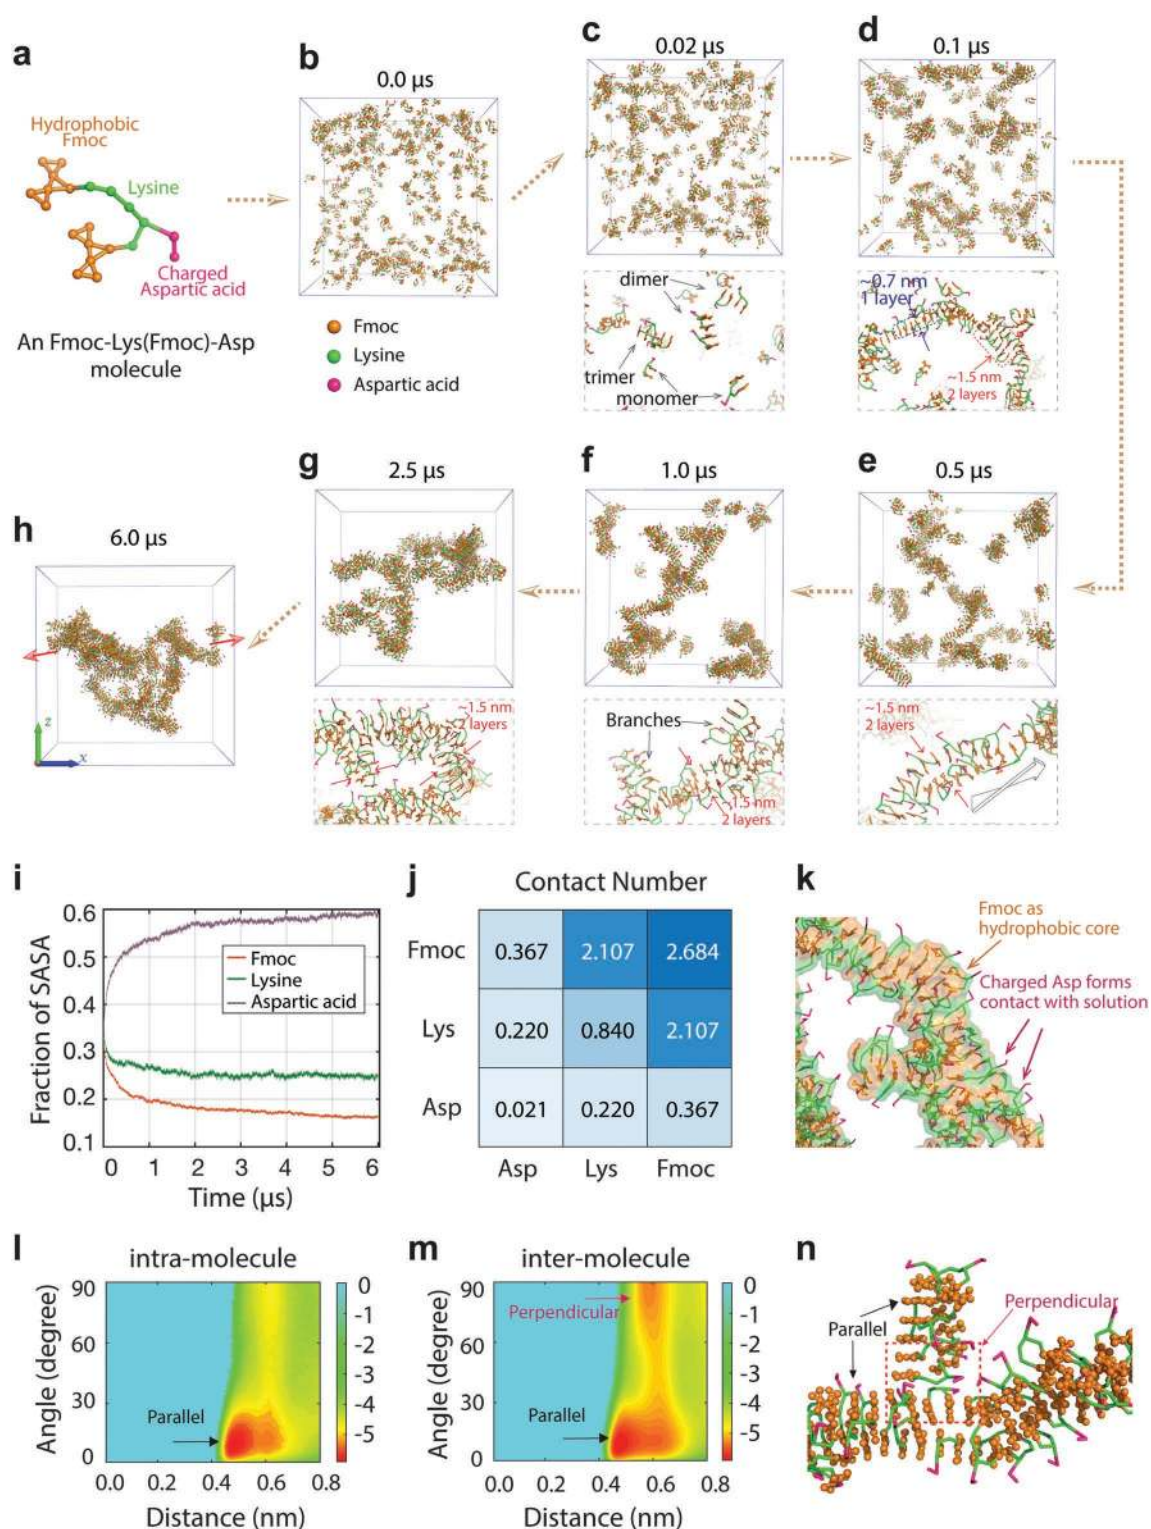 a
Hydrophobic
Fmoc
Lysine
Charged
Aspartic acid
An Fmoc-Lys(Fmoc)-Asp
molecule
b
0.0 μs
Fmoc
Lysine
Aspartic acid
c
0.02 μs
dimer
trimer
monomer
d
0.1 μs
~0.7 nm
1 layer
~1.5 nm
2 layers
e
0.5 μs
~1.5 nm
2 layers
f
1.0 μs
Branches
~1.5 nm
2 layers
g
2.5 μs
~1.5 nm
2 layers
h
6.0 μs
z
x
i
Fraction of SASA
0.6
0.5
0.4
0.3
0.2
0.1
Fmoc
Lysine
Aspartic acid
0 1 2 3 4 5 6
Time (μs)
j
Contact Number
Fmoc 0.367 2.107 2.684
Lys 0.220 0.840 2.107
Asp 0.021 0.220 0.367
Asp Lys Fmoc
k
Fmoc as
hydrophobic core
Charged Asp forms
contact with solution
l
intra-molecule
Angle (degree)
90
60
30
0
Parallel
0
-1
-2
-3
-4
-5
0.0 0.2 0.4 0.6 0.8
Distance (nm)
m
inter-molecule
Angle (degree)
90
60
30
0
Perpendicular
Parallel
0
-1
-2
-3
-4
-5
0.0 0.2 0.4 0.6 0.8
Distance (nm)
n
Parallel
Perpendicular